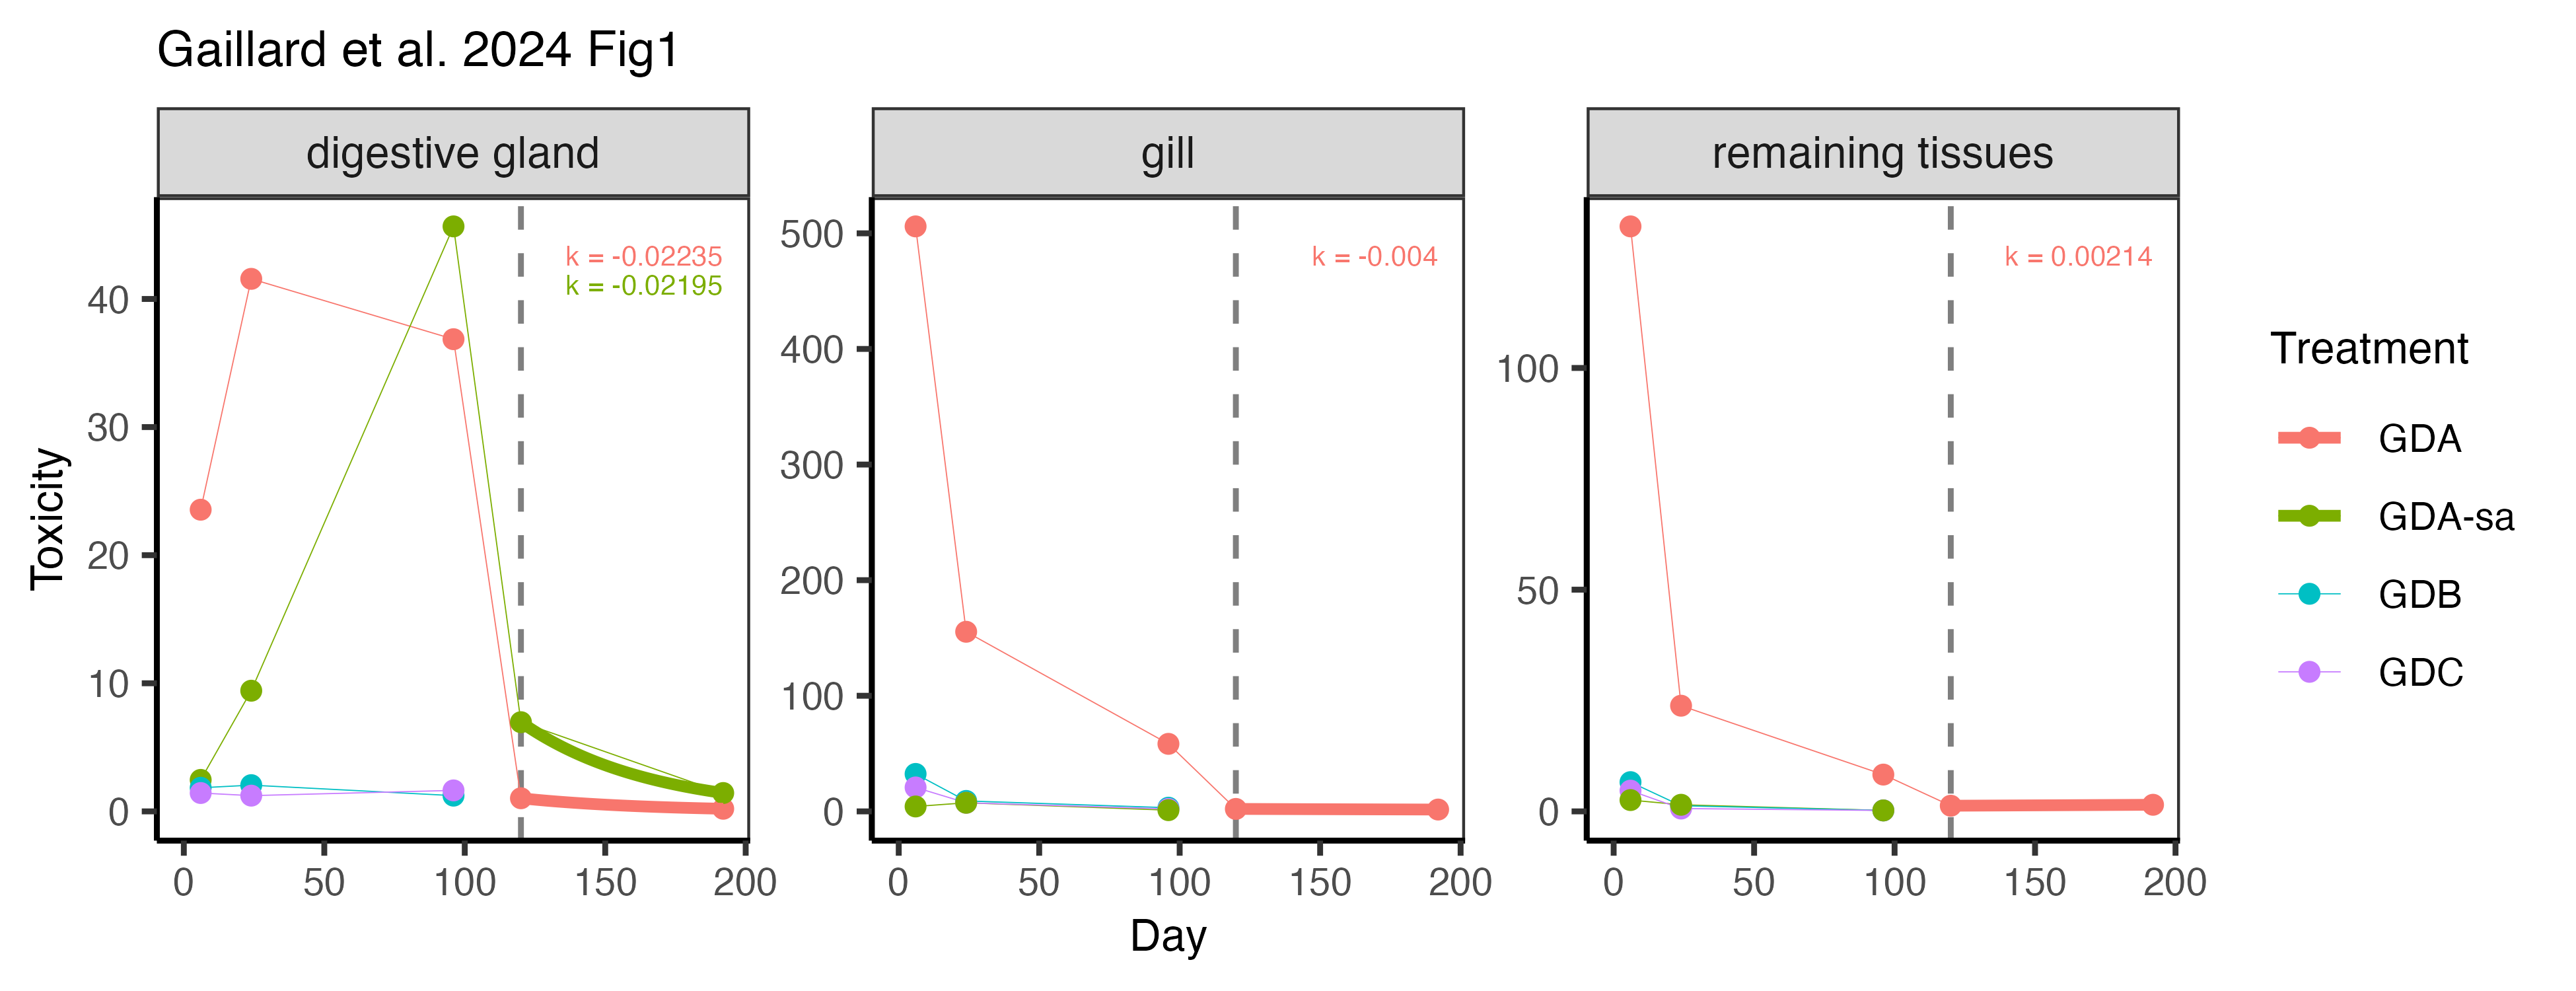 Gaillard et al. 2024 Fig1
digestive gland
gill
remaining tissues
k = -0.02235
k = -0.02195
k = -0.004
k = 0.00214
Toxicity
40
30
20
10
0
500
400
300
200
100
0
100
50
0
0 50 100 150 200
0 50 100 150 200
0 50 100 150 200
Day
Treatment
GDA
GDA-sa
GDB
GDC